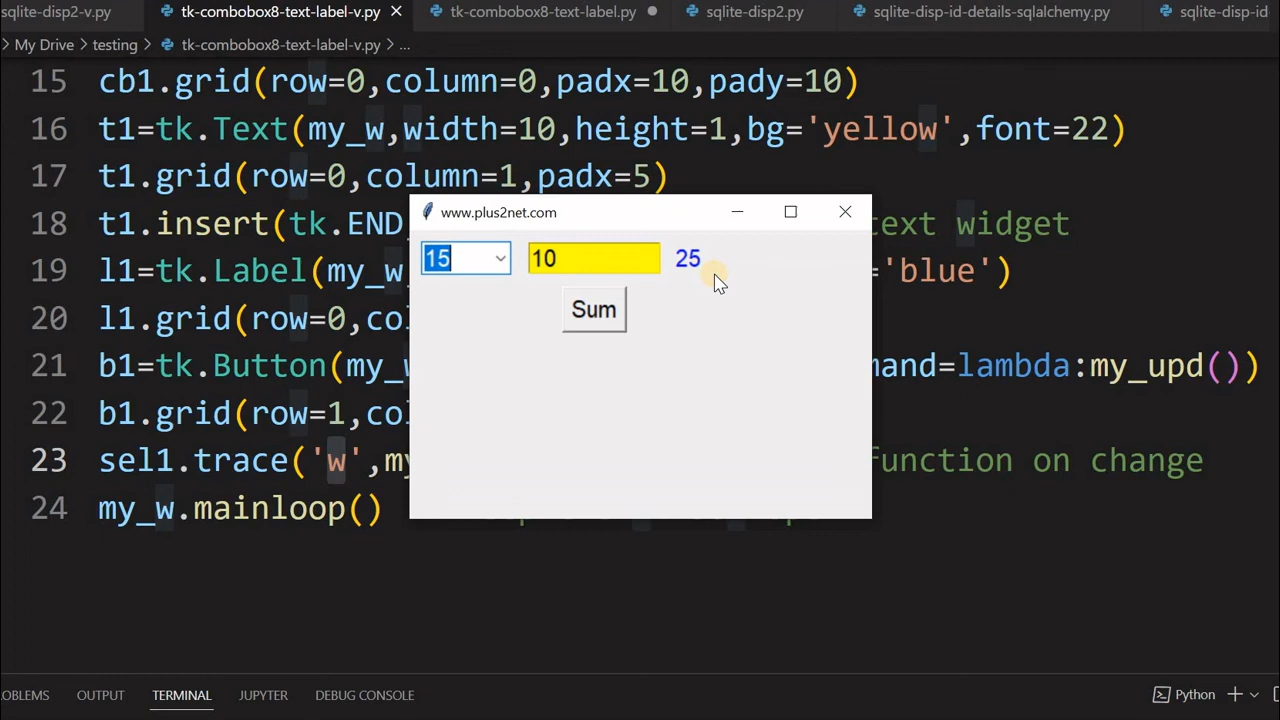 sqlite-disp2-v.py tk-combobox8-text-label-v.py tk-combobox8-text-label.py sqlite-disp2.py sqlite-disp-id-details-sqlalchemy.py sqlite-disp-id
My Drive > testing > tk-combobox8-text-label-v.py > ...
15 cb1.grid(row=0,column=0,padx=10,pady=10)
16 t1=tk.Text(my_w,width=10,height=1,bg='yellow',font=22)
17 t1.grid(row=0,column=1,padx=5)
www.plus2net.com
18 t1.insert(tk.END text widget
15 10 25
19 l1=tk.Label(my_w ='blue')
Sum
20 l1.grid(row=0,co
21 b1=tk.Button(my_w mand=lambda:my_upd())
22 b1.grid(row=1,co
23 sel1.trace('w',my function on change
24 my_w.mainloop()
OBLEMS OUTPUT TERMINAL JUPYTER DEBUG CONSOLE Python